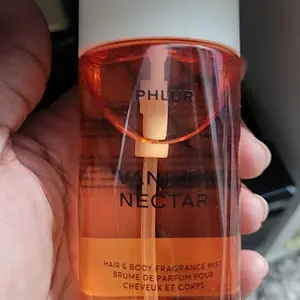 PHLUR
NECTAR
HAIR & BODY FRAGRANCE MIST
BRUME DE PARFUM POUR
CHEVEUX ET CORPS